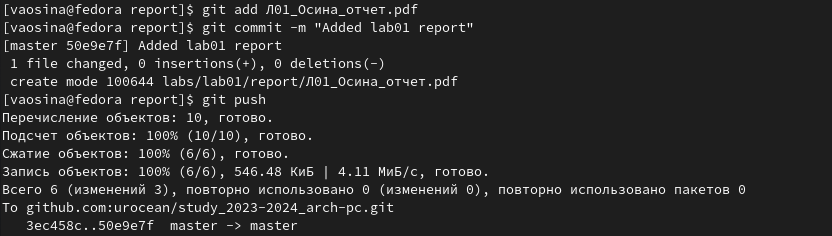 [vaosina@fedora report]$ git add Л01_Осина_отчет.pdf
[vaosina@fedora report]$ git commit -m "Added lab01 report"
[master 50e9e7f] Added lab01 report
 1 file changed, 0 insertions(+), 0 deletions(-)
 create mode 100644 labs/lab01/report/Л01_Осина_отчет.pdf
[vaosina@fedora report]$ git push
Перечисление объектов: 10, готово.
Подсчет объектов: 100% (10/10), готово.
Сжатие объектов: 100% (6/6), готово.
Запись объектов: 100% (6/6), 546.48 КиБ | 4.11 МиБ/с, готово.
Всего 6 (изменений 3), повторно использовано 0 (изменений 0), повторно использовано пакетов 0
To github.com:urocean/study_2023-2024_arch-pc.git
   3ec458c..50e9e7f  master -> master